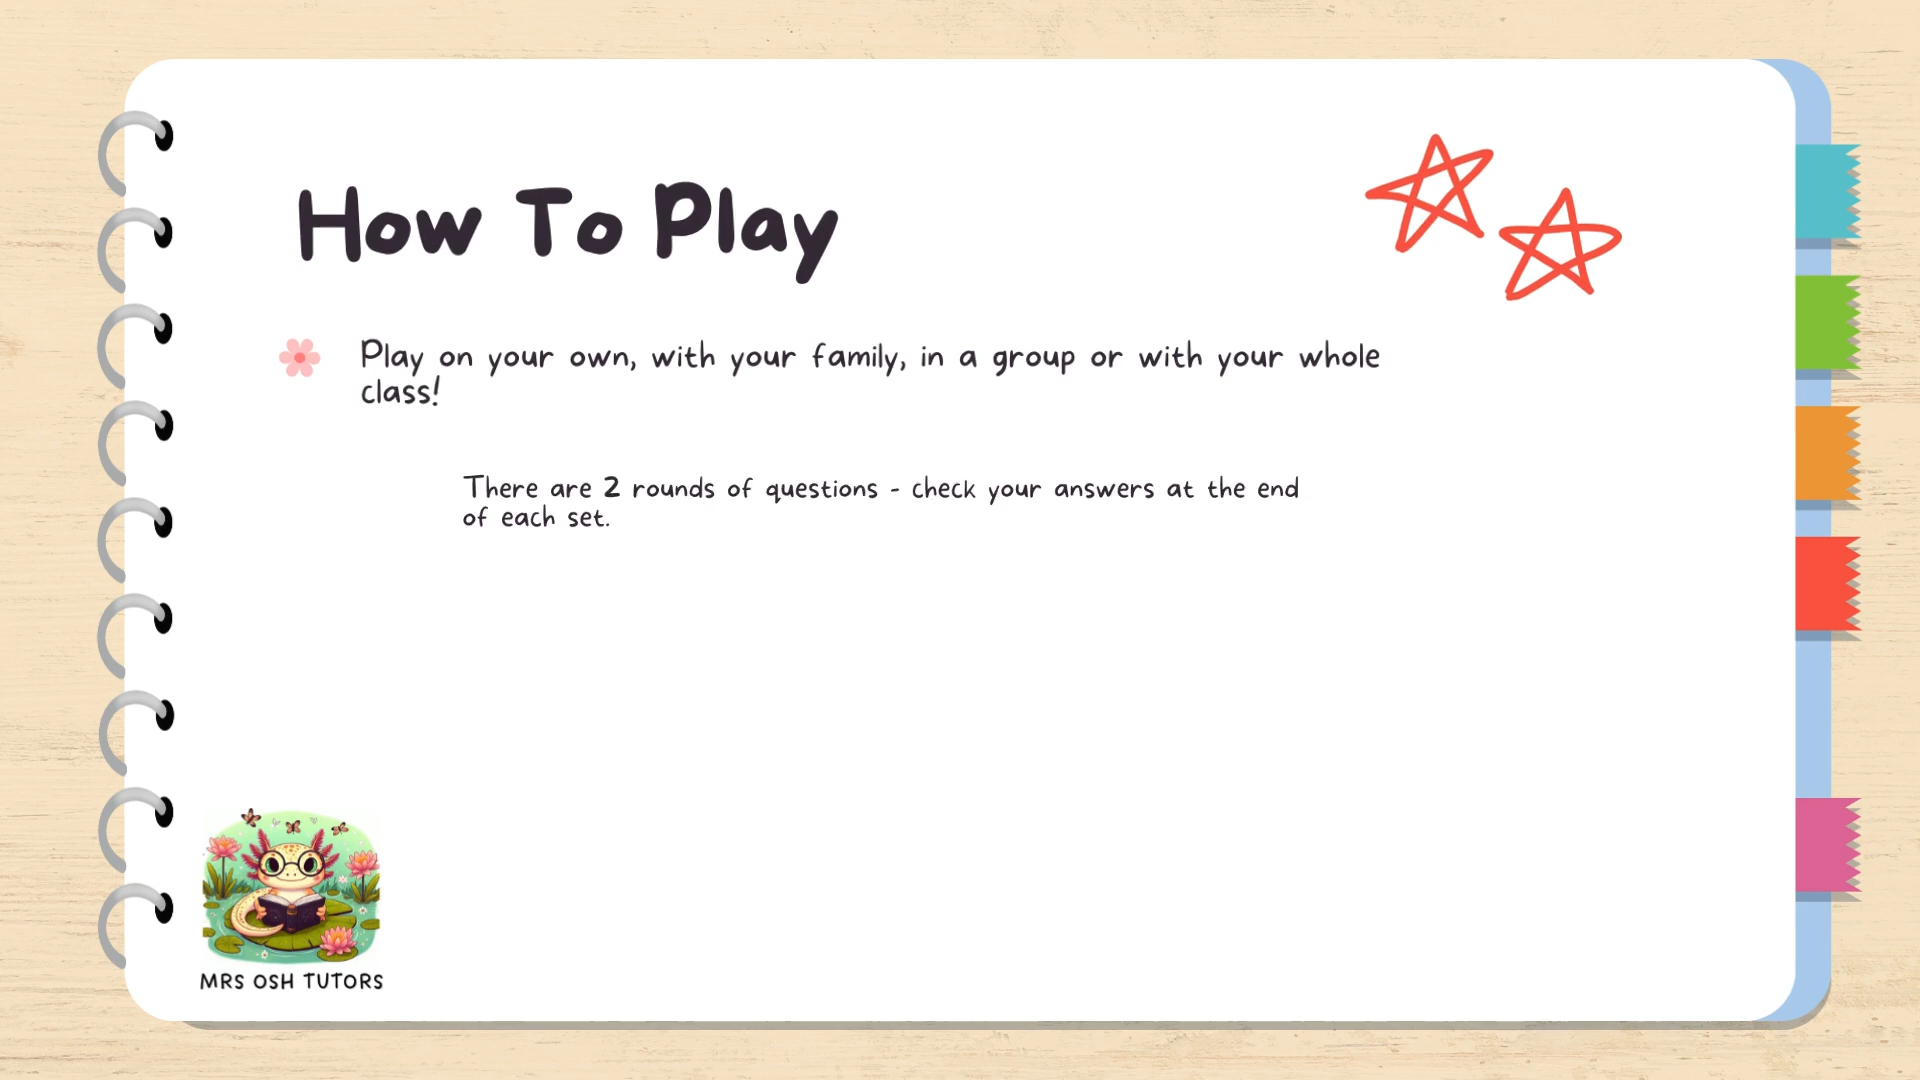 How To Play
Play on your own, with your family, in a group or with your whole
class!
There are 2 rounds of questions - check your answers at the end
of each set.
MRS OSH TUTORS